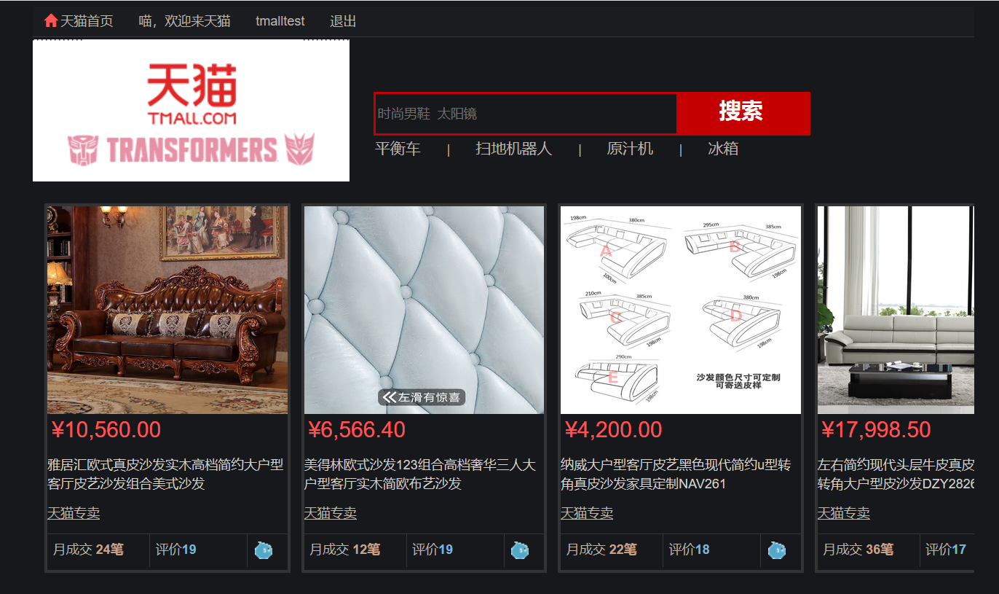 天猫首页 喵，欢迎来天猫 tmalltest 退出
天猫
TMALL.COM
TRANSFORMERS
时尚男鞋 太阳镜
搜索
平衡车 | 扫地机器人 | 原汁机 | 冰箱
左滑有惊喜
198cm
380cm
A
100cm
295cm
385cm
B
198cm
210cm
385cm
C
198cm
380cm
D
198cm
290cm
E
198cm
沙发颜色尺寸可定制
可寄送皮样
¥10,560.00
雅居汇欧式真皮沙发实木高档简约大户型
客厅皮艺沙发组合美式沙发
天猫专卖
月成交 24笔 评价19
¥6,566.40
美得林欧式沙发123组合高档奢华三人大
户型客厅实木简欧布艺沙发
天猫专卖
月成交 12笔 评价19
¥4,200.00
纳威大户型客厅皮艺黑色现代简约u型转
角真皮沙发家具定制NAV261
天猫专卖
月成交 22笔 评价18
¥17,998.50
左右简约现代头层牛皮真皮
转角大户型皮沙发DZY2826
天猫专卖
月成交 36笔 评价17